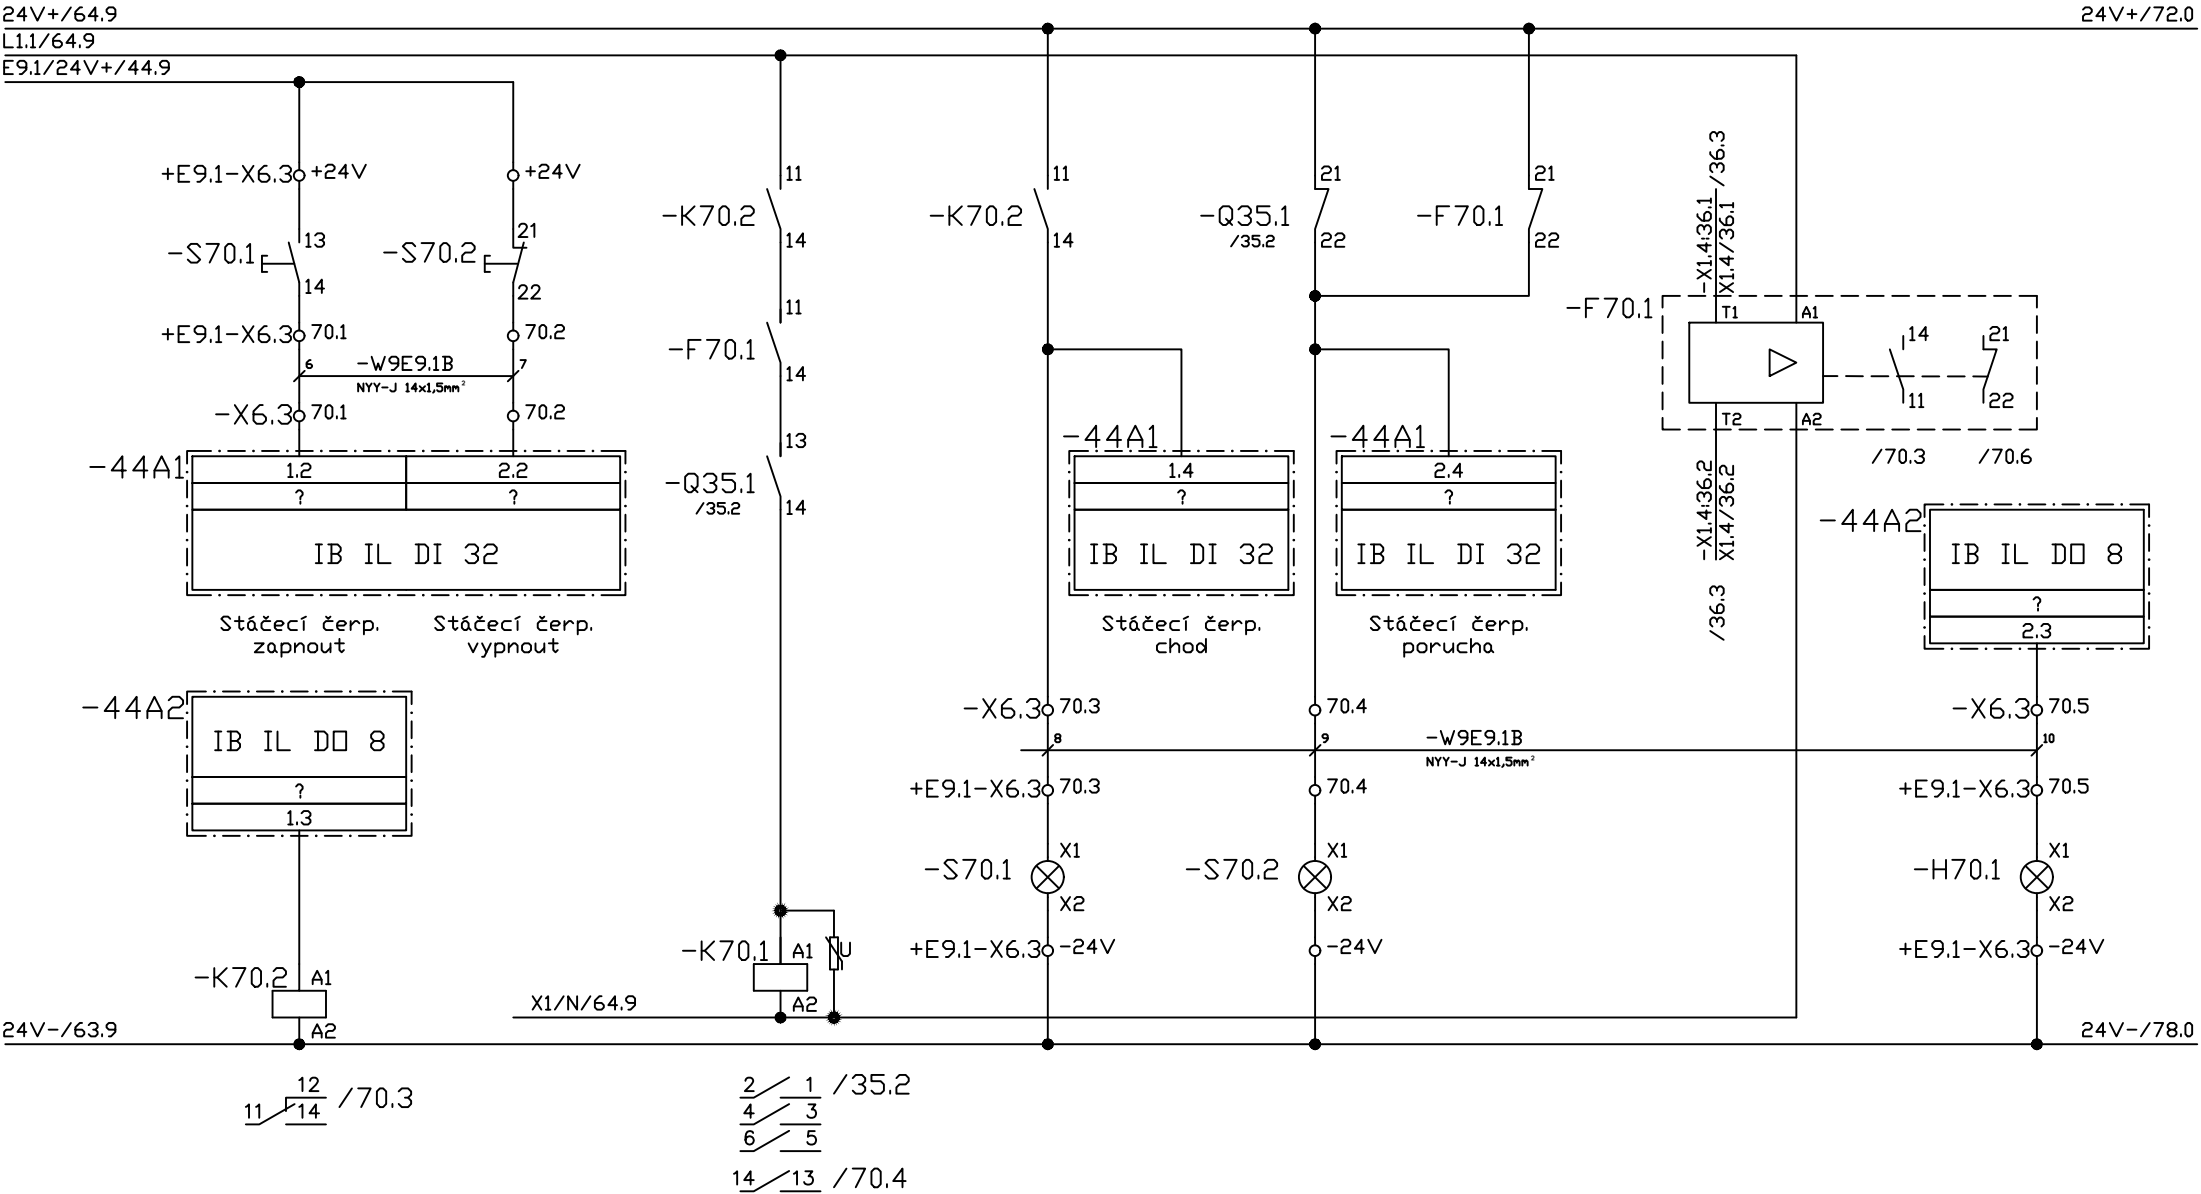 24V+/64.9
24V+/72.0
L1.1/64.9
E9.1/24V+/44.9
+E9.1-X6.3
+24V
+24V
-S70.1
13
14
-S70.2
21
22
+E9.1-X6.3
70.1
70.2
6
-W9E9.1B
7
NYY-J 14x1,5mm²
-X6.3
70.1
70.2
-44A1
1.2
2.2
?
?
IB IL DI 32
Stáčecí čerp.
zapnout
Stáčecí čerp.
vypnout
-44A2
IB IL DO 8
?
1.3
-K70.2
A1
A2
24V-/63.9
12
11
14
/70.3
-K70.2
11
14
-F70.1
11
14
-Q35.1
/35.2
13
14
-K70.1
A1
U
A2
X1/N/64.9
2
1
/35.2
4
3
6
5
14
13
/70.4
-K70.2
11
14
-Q35.1
/35.2
21
22
-F70.1
21
22
-44A1
1.4
?
IB IL DI 32
Stáčecí čerp.
chod
-44A1
2.4
?
IB IL DI 32
Stáčecí čerp.
porucha
-X6.3
70.3
70.4
8
9
-W9E9.1B
NYY-J 14x1,5mm²
10
+E9.1-X6.3
70.3
70.4
-S70.1
X1
X2
-S70.2
X1
X2
+E9.1-X6.3
-24V
-24V
-X1.4:36.1
/36.3
X1.4/36.1
-F70.1
T1
A1
T2
A2
14
11
21
22
/70.3
/70.6
-X1.4:36.2
X1.4/36.2
/36.3
-44A2
IB IL DO 8
?
2.3
-X6.3
70.5
+E9.1-X6.3
70.5
-H70.1
X1
X2
+E9.1-X6.3
-24V
24V-/78.0